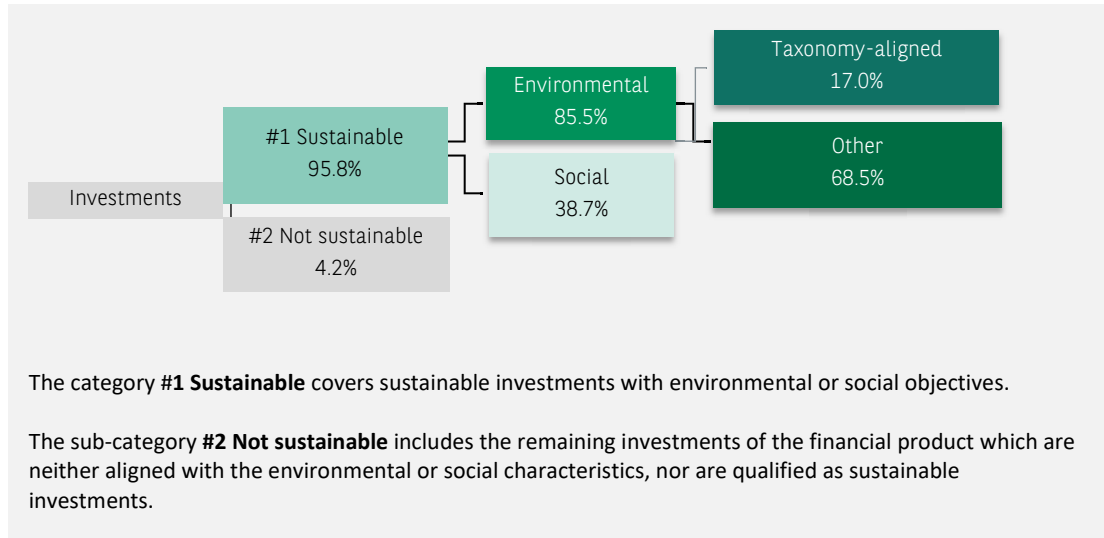 Taxonomy-aligned
17.0%
Environmental
85.5%
#1 Sustainable
95.8%
Other
68.5%
Social
38.7%
Investments
#2 Not sustainable
4.2%
The category #1 Sustainable covers sustainable investments with environmental or social objectives.
The sub-category #2 Not sustainable includes the remaining investments of the financial product which are
neither aligned with the environmental or social characteristics, nor are qualified as sustainable
investments.